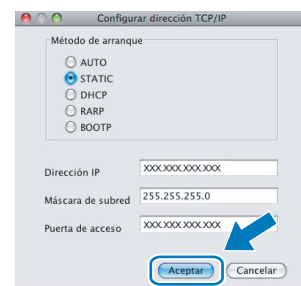 Configurar dirección TCP/IP
Método de arranque
AUTO
STATIC
DHCP
RARP
BOOTP
Dirección IP XXX.XXX.XXX.XXX
Máscara de subred 255.255.255.0
Puerta de acceso XXX.XXX.XXX.XXX
Aceptar Cancelar